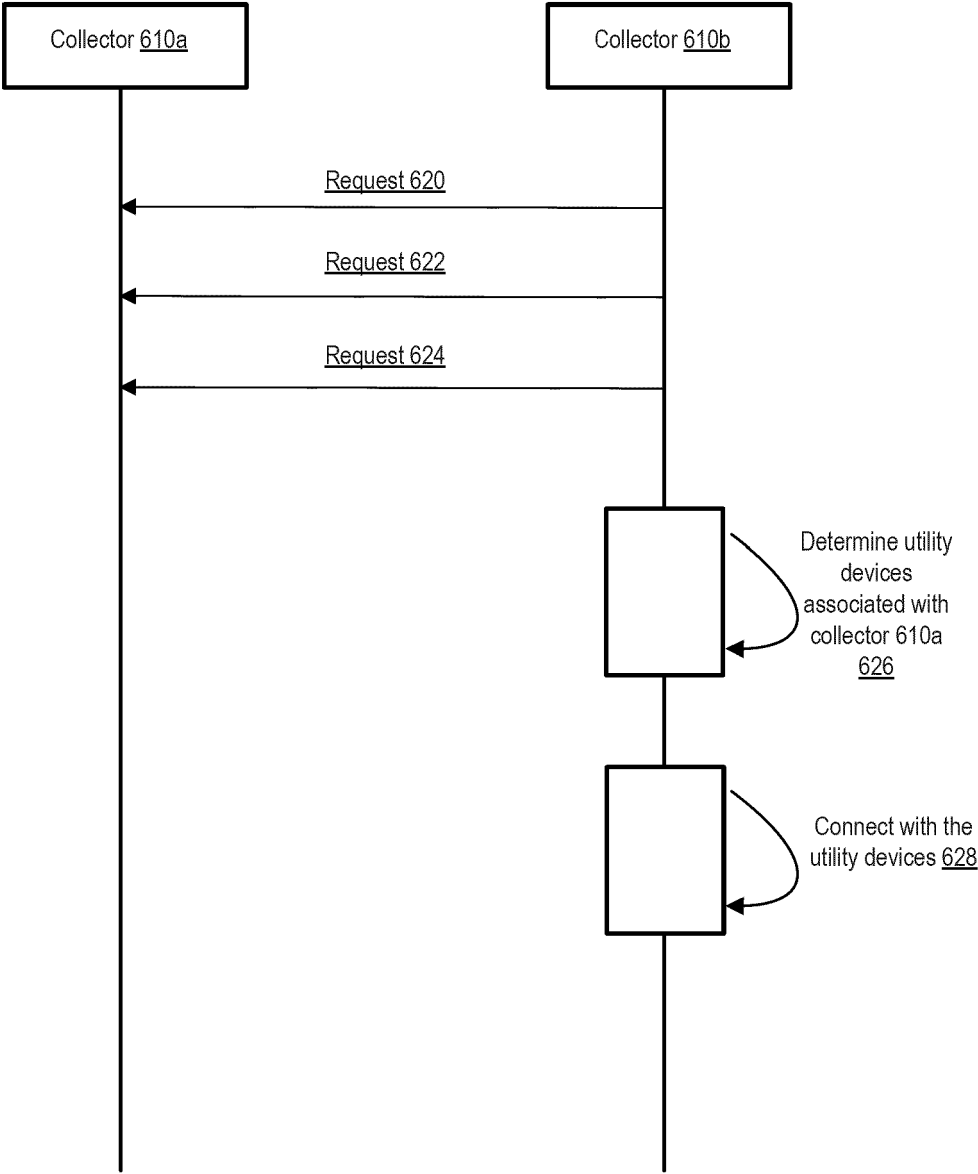 Collector 610a
Collector 610b
Request 620
Request 622
Request 624
Determine utility
devices
associated with
collector 610a
626
Connect with the
utility devices 628